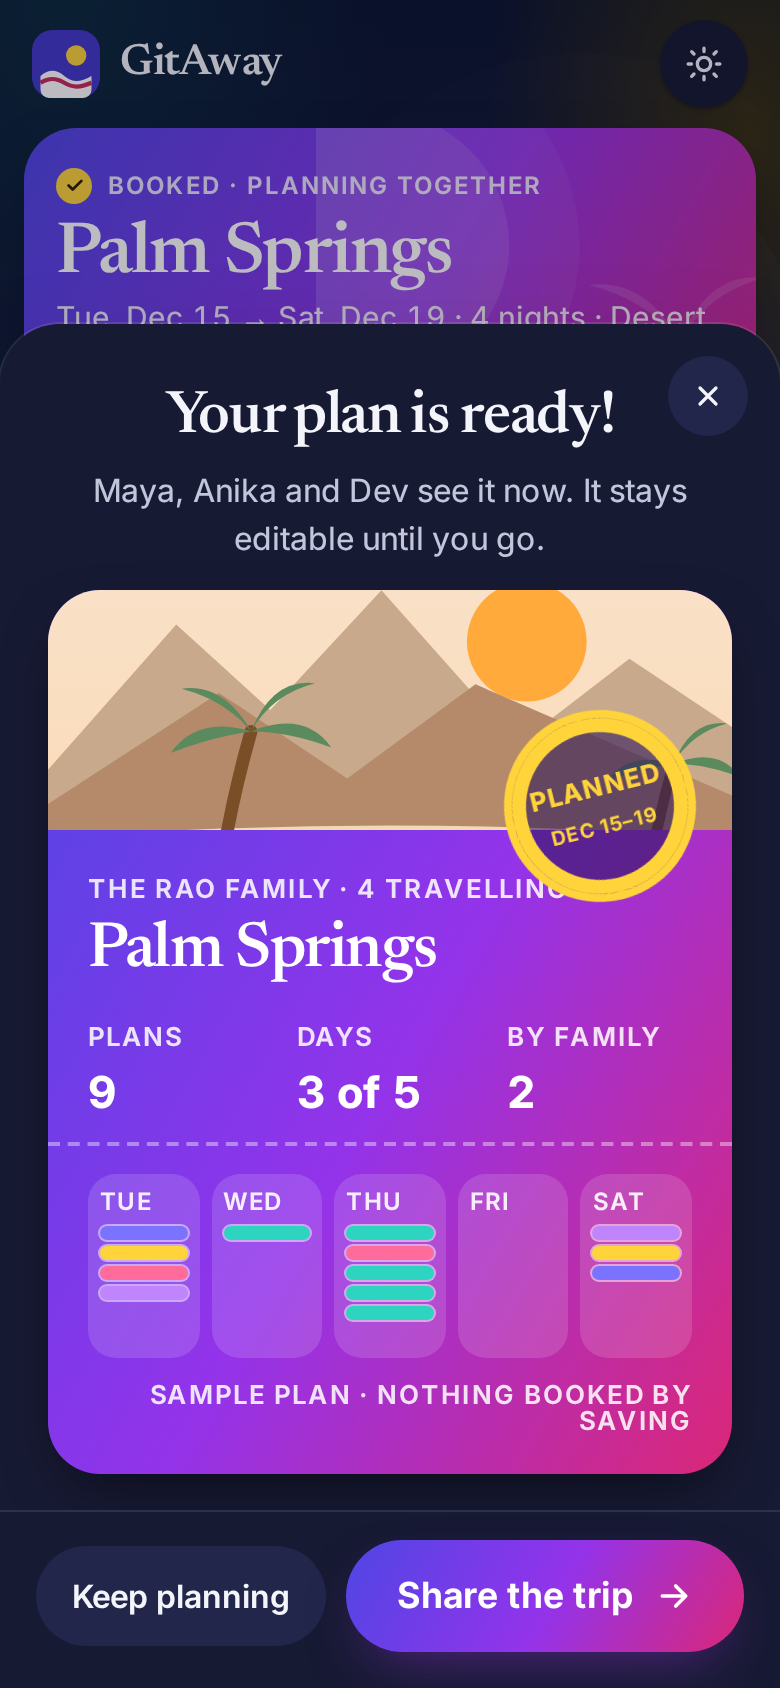 GitAway
BOOKED · PLANNING TOGETHER
Palm Springs
Tue, Dec 15 → Sat, Dec 19 · 4 nights · Desert
Your plan is ready!
Maya, Anika and Dev see it now. It stays
editable until you go.
PLANNED
DEC 15–19
THE RAO FAMILY · 4 TRAVELLING
Palm Springs
PLANS
DAYS
BY FAMILY
9
3 of 5
2
TUE
WED
THU
FRI
SAT
SAMPLE PLAN · NOTHING BOOKED BY
SAVING
Keep planning
Share the trip →